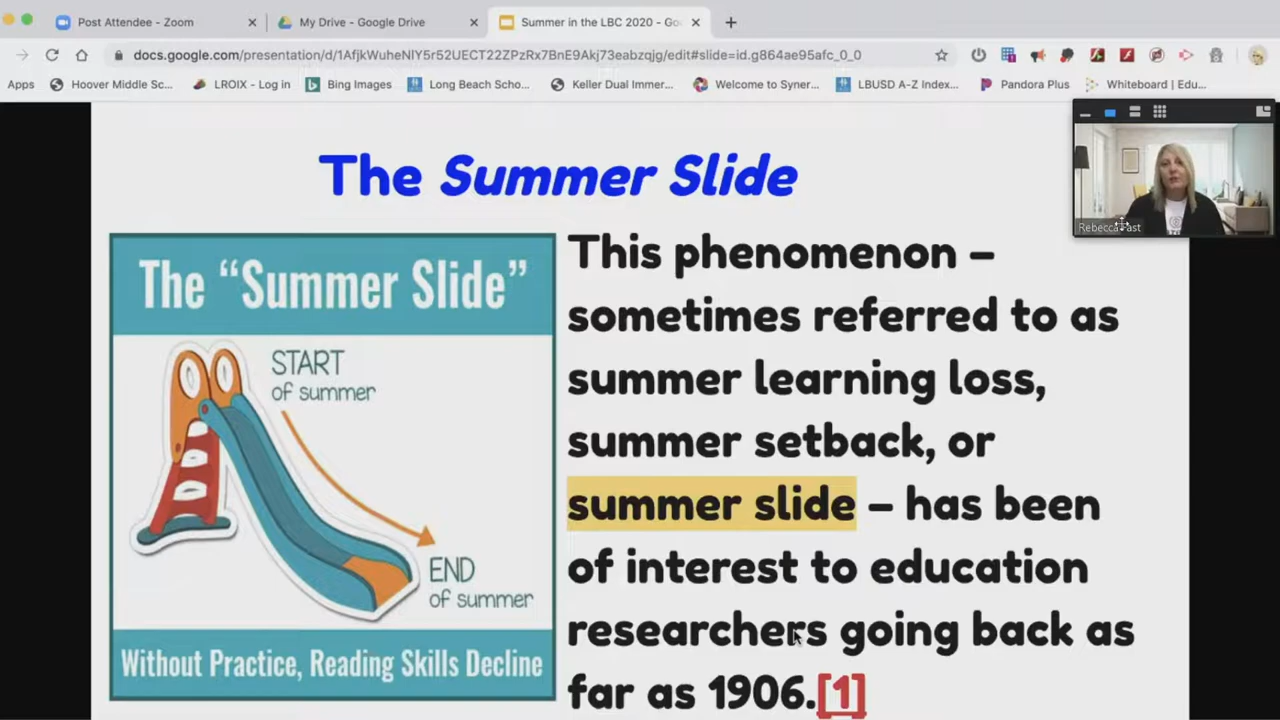 Post Attendee - Zoom
My Drive - Google Drive
Summer in the LBC 2020 - Go
docs.google.com/presentation/d/1AfjkWuheNlY5r52UECT22ZPzRx7BnE9Akj73eabzqjg/edit#slide=id.g864ae95afc_0_0
Apps
Hoover Middle Sc...
LROIX - Log in
Bing Images
Long Beach Scho...
Keller Dual Immer...
Welcome to Syner...
LBUSD A-Z Index...
Pandora Plus
Whiteboard | Edu...
The Summer Slide
The “Summer Slide”
START
of summer
END
of summer
Without Practice, Reading Skills Decline
This phenomenon –
sometimes referred to as
summer learning loss,
summer setback, or
summer slide – has been
of interest to education
researchers going back as
far as 1906.[1]
Rebecca